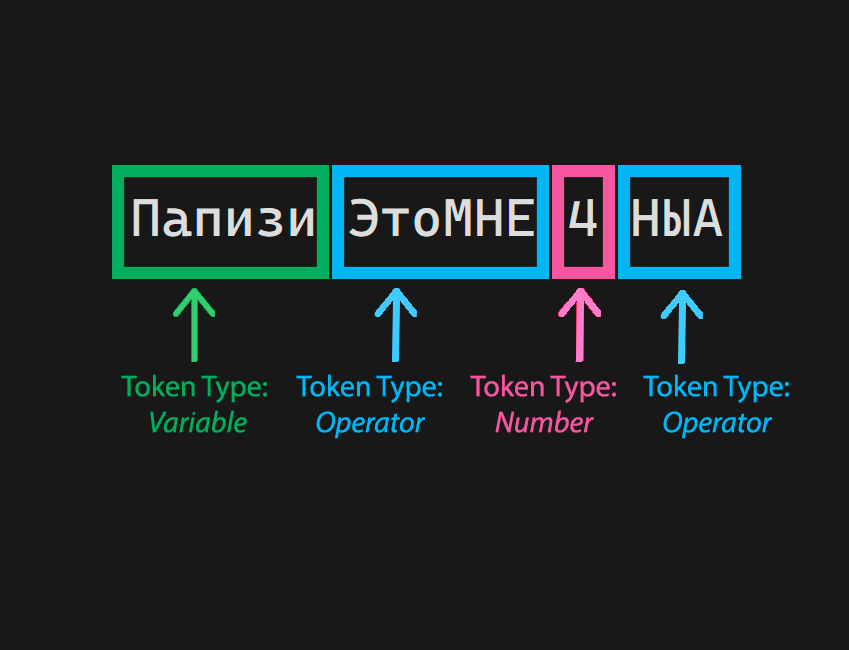 Папизи ЭтоМНЕ 4 НЫА
Token Type: Token Type: Token Type: Token Type:
Variable Operator Number Operator